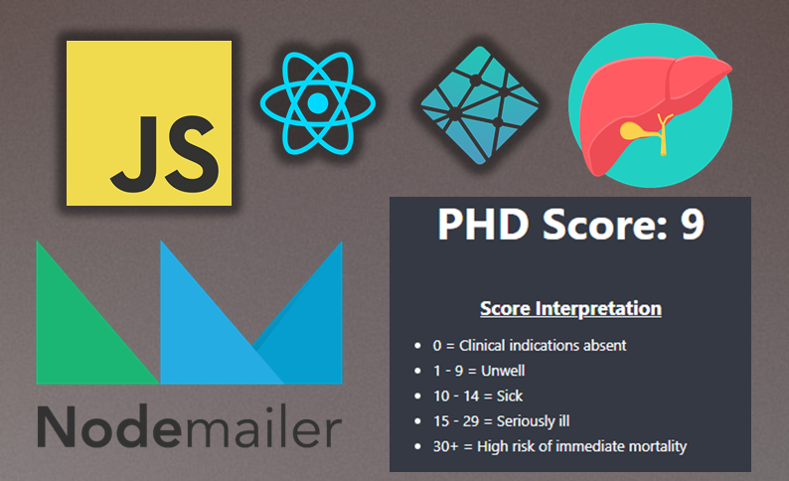 JS
PHD Score: 9
Score Interpretation
• 0 = Clinical indications absent
• 1 - 9 = Unwell
• 10 - 14 = Sick
• 15 - 29 = Seriously ill
• 30+ = High risk of immediate mortality
Nodemailer